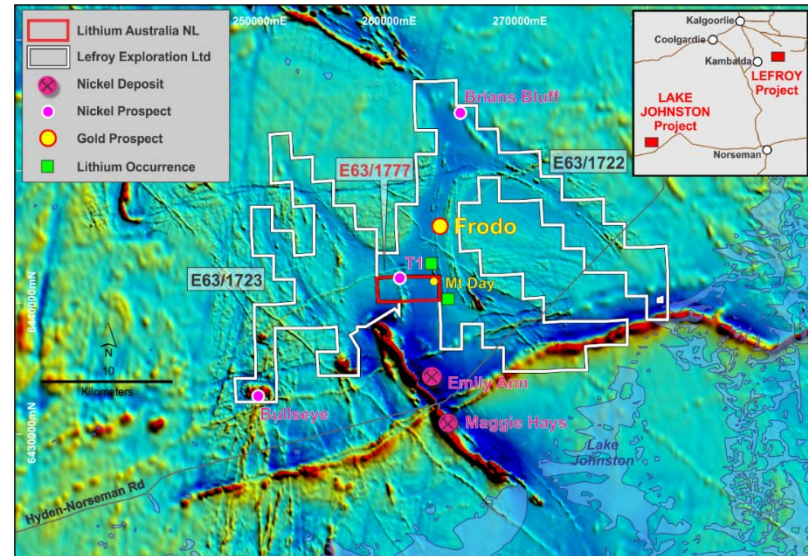 250000mE
260000mE
270000mE
Lithium Australia NL
Lefroy Exploration Ltd
Nickel Deposit
Nickel Prospect
Gold Prospect
Lithium Occurrence
Kalgoorlie
Coolgardie
Kambalda
LEFROY
Project
LAKE
JOHNSTON
Project
Norseman
Brians Bluff
E63/1777
E63/1722
Frodo
T1
E63/1723
Mt Day
N
10
Kilometers
Emily Ann
Bullseye
Maggie Hays
6430000mN
Lake
Johnston
Hyden-Norseman Rd